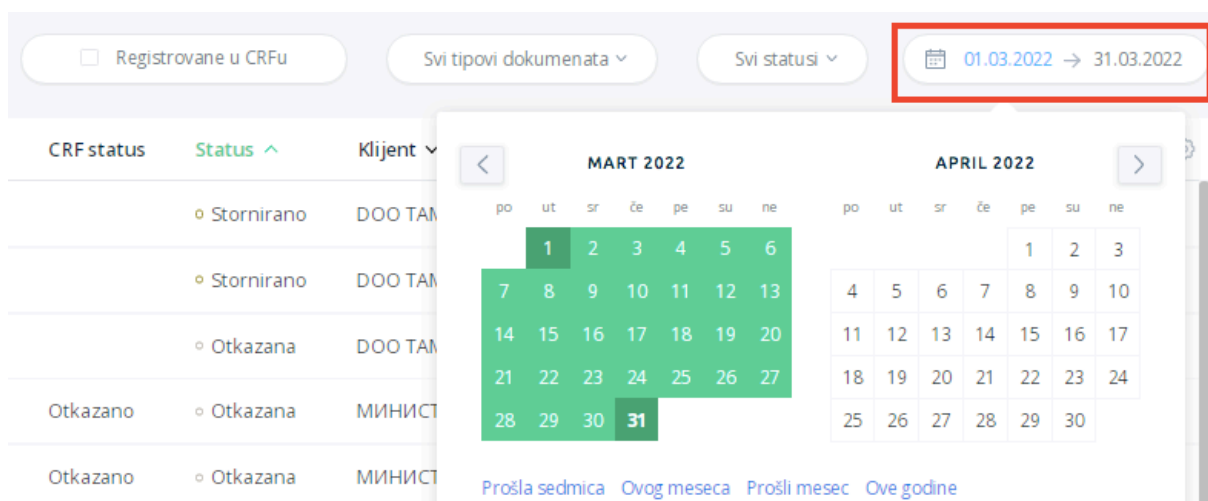 Registrovane u CRFu Svi tipovi dokumenata Svi statusi 01.03.2022 → 31.03.2022
CRF status Status Klijent
MART 2022 APRIL 2022
po ut sr če pe su ne po ut sr če pe su ne
Stornirano DOO TAM
1 2 3 4 5 6 1 2 3
Stornirano DOO TAM
7 8 9 10 11 12 13 4 5 6 7 8 9 10
14 15 16 17 18 19 20 11 12 13 14 15 16 17
Otkazana DOO TAM
21 22 23 24 25 26 27 18 19 20 21 22 23 24
Otkazano Otkazana МИНИСТ
28 29 30 31 25 26 27 28 29 30
Otkazano Otkazana МИНИСТ
Prošla sedmica Ovog meseca Prošli mesec Ove godine